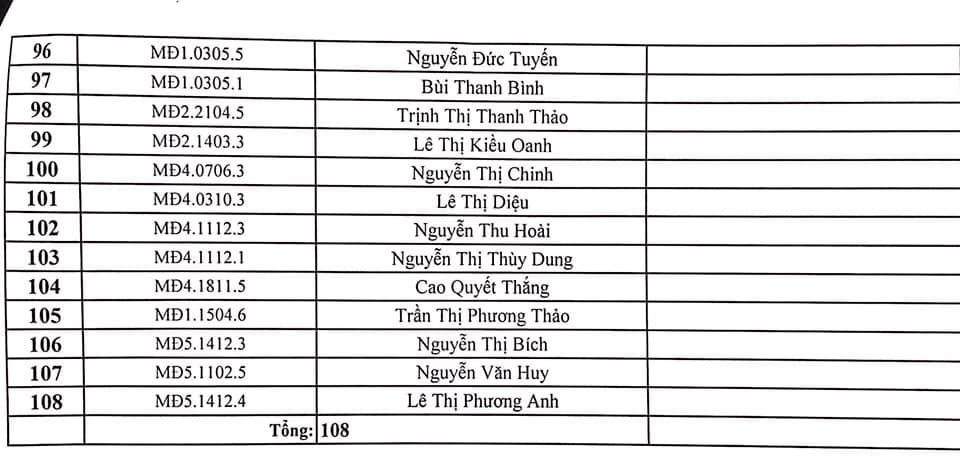 96 MĐ1.0305.5 Nguyễn Đức Tuyến
97 MĐ1.0305.1 Bùi Thanh Bình
98 MĐ2.2104.5 Trịnh Thị Thanh Thảo
99 MĐ2.1403.3 Lê Thị Kiều Oanh
100 MĐ4.0706.3 Nguyễn Thị Chinh
101 MĐ4.0310.3 Lê Thị Diệu
102 MĐ4.1112.3 Nguyễn Thu Hoài
103 MĐ4.1112.1 Nguyễn Thị Thùy Dung
104 MĐ4.1811.5 Cao Quyết Thắng
105 MĐ1.1504.6 Trần Thị Phương Thảo
106 MĐ5.1412.3 Nguyễn Thị Bích
107 MĐ5.1102.5 Nguyễn Văn Huy
108 MĐ5.1412.4 Lê Thị Phương Anh
Tổng: 108